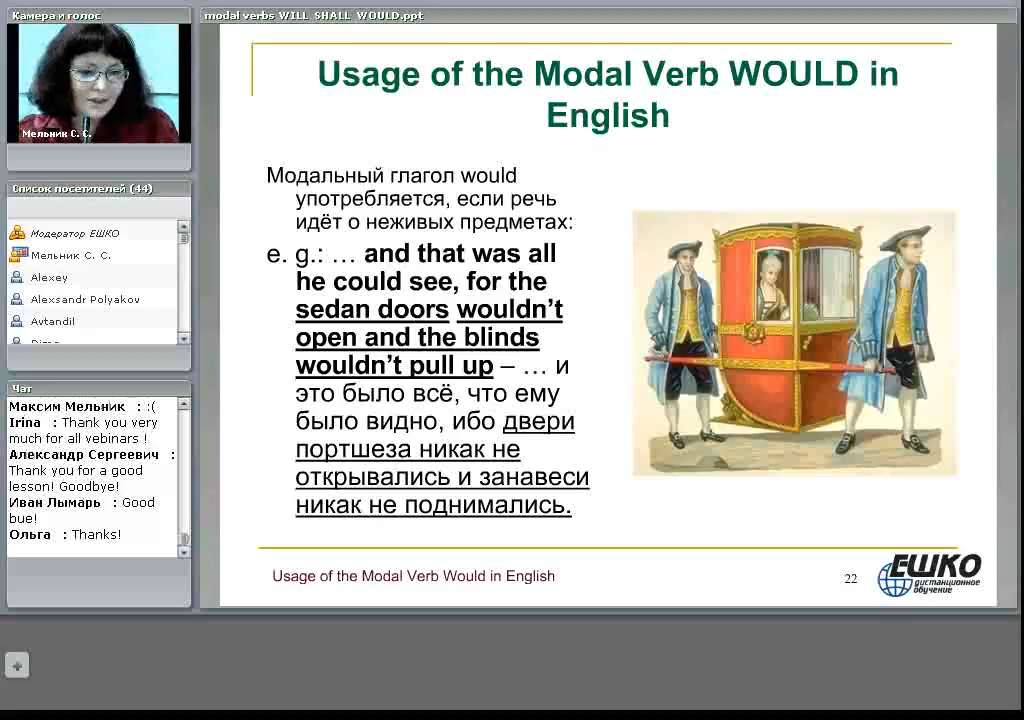 Камера и голос
modal verbs WILL SHALL WOULD.ppt
Мельник С. С.
Список посетителей (44)
Модератор ЕШКО
Мельник С. С.
Alexey
Alexsandr Polyakov
Avtandil
Чат
Максим Мельник : :(
Irina : Thank you very
much for all vebinars !
Александр Сергеевич :
Thank you for a good
lesson! Goodbye!
Иван Лымарь : Good
bue!
Ольга : Thanks!
Usage of the Modal Verb WOULD in
English
Модальный глагол would
употребляется, если речь
идёт о неживых предметах:
e. g.: … and that was all
he could see, for the
sedan doors wouldn’t
open and the blinds
wouldn’t pull up – … и
это было всё, что ему
было видно, ибо двери
портшеза никак не
открывались и занавеси
никак не поднимались.
Usage of the Modal Verb Would in English
22
ЕШКО
дистанционное
обучение